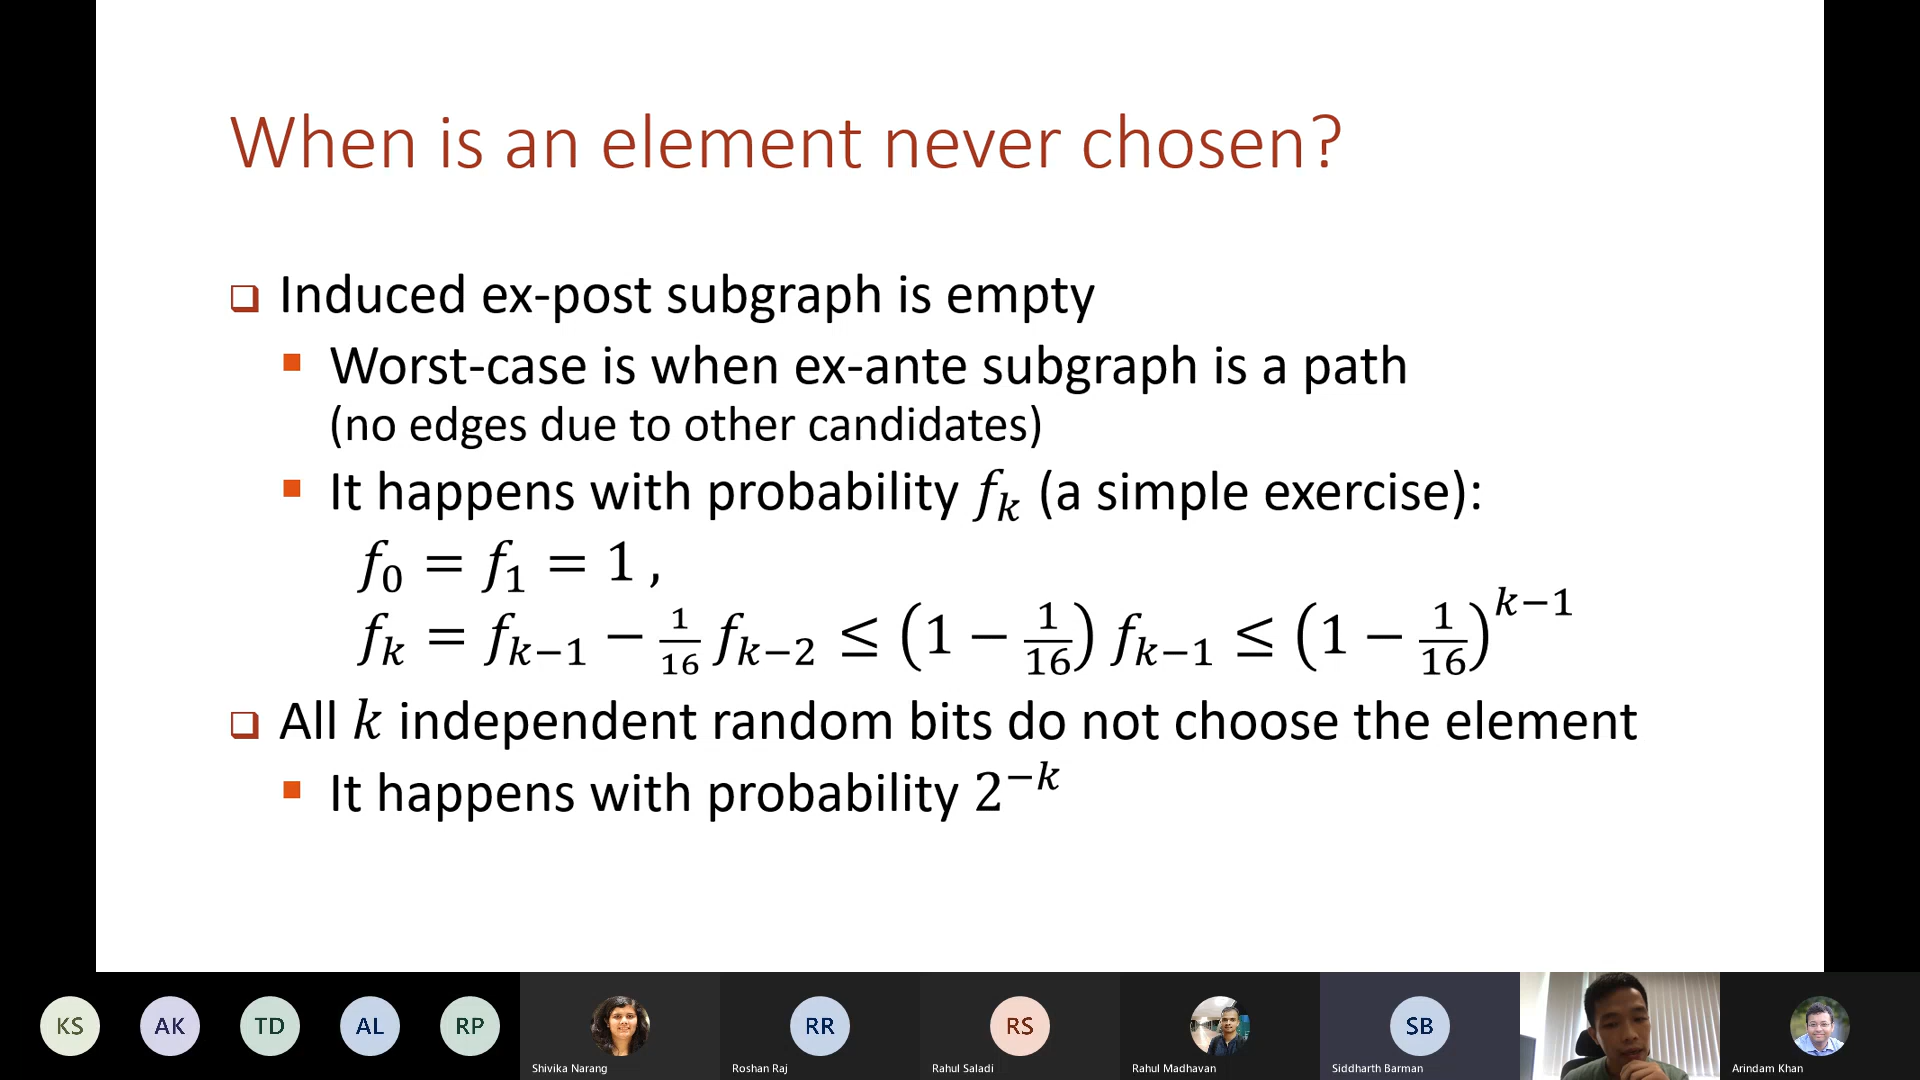 When is an element never chosen?
❑ Induced ex-post subgraph is empty
▪ Worst-case is when ex-ante subgraph is a path
(no edges due to other candidates)
▪ It happens with probability f_k (a simple exercise):
f_0 = f_1 = 1 ,
f_k = f_{k−1} − 1/16 f_{k−2} ≤ (1 − 1/16) f_{k−1} ≤ (1 − 1/16)^{k−1}
❑ All k independent random bits do not choose the element
▪ It happens with probability 2^{−k}
KS AK TD AL RP RR RS SB
Shivika Narang Roshan Raj Rahul Saladi Rahul Madhavan Siddharth Barman Arindam Khan